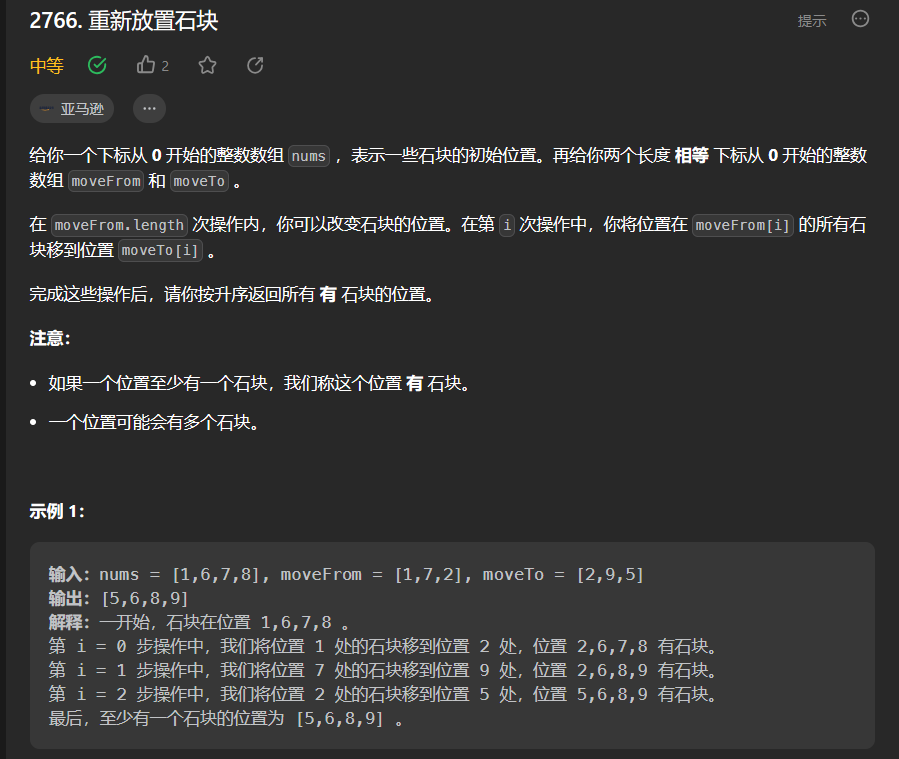 2766. 重新放置石块
提示
中等
2
亚马逊
给你一个下标从 0 开始的整数数组 nums ，表示一些石块的初始位置。再给你两个长度 相等 下标从 0 开始的整数
数组 moveFrom 和 moveTo 。
在 moveFrom.length 次操作内，你可以改变石块的位置。在第 i 次操作中，你将位置在 moveFrom[i] 的所有石
块移到位置 moveTo[i] 。
完成这些操作后，请你按升序返回所有 有 石块的位置。
注意：
• 如果一个位置至少有一个石块，我们称这个位置 有 石块。
• 一个位置可能会有多个石块。
示例 1：
输入：nums = [1,6,7,8], moveFrom = [1,7,2], moveTo = [2,9,5]
输出：[5,6,8,9]
解释：一开始，石块在位置 1,6,7,8 。
第 i = 0 步操作中，我们将位置 1 处的石块移到位置 2 处，位置 2,6,7,8 有石块。
第 i = 1 步操作中，我们将位置 7 处的石块移到位置 9 处，位置 2,6,8,9 有石块。
第 i = 2 步操作中，我们将位置 2 处的石块移到位置 5 处，位置 5,6,8,9 有石块。
最后，至少有一个石块的位置为 [5,6,8,9] 。